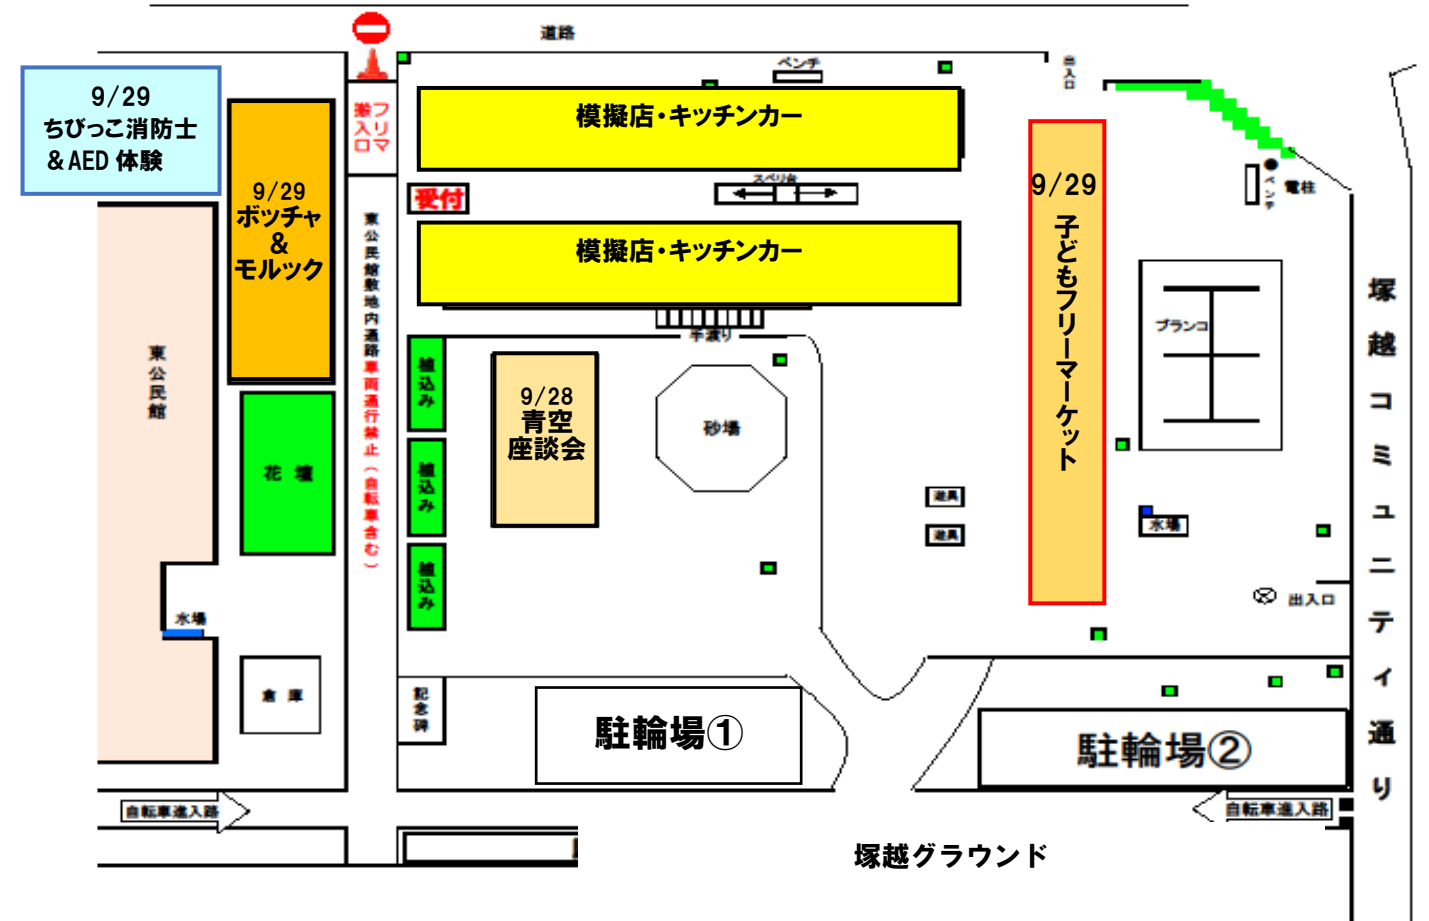 道路
ベンチ
出入口
9/29
ちびっこ消防士
&AED 体験
フリマ
搬入口
模擬店・キッチンカー
9/29
ボッチャ
&
モルック
受付
スベリ台
9/29
子どもフリーマーケット
ベンチ
電柱
模擬店・キッチンカー
東公民館敷地内通路車両通行禁止(自転車含む)
手渡り
ブランコ
塚越コミュニティ通り
東公民館
植込み
9/28
青空
座談会
砂場
花壇
植込み
遊具
遊具
水場
植込み
出入口
水場
倉庫
記念碑
駐輪場①
駐輪場②
自転車進入路
自転車進入路
塚越グラウンド